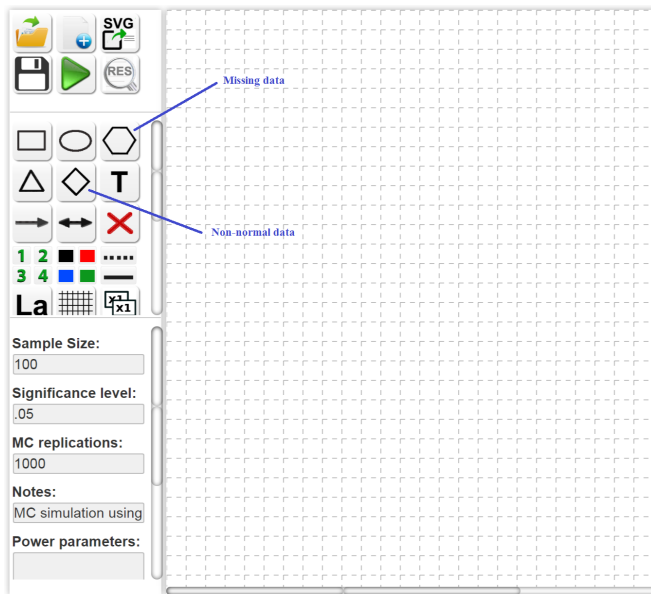 SVG
RES
Missing data
T
Non-normal data
1 2
3 4
La
x1
Sample Size:
100
Significance level:
.05
MC replications:
1000
Notes:
MC simulation using
Power parameters: